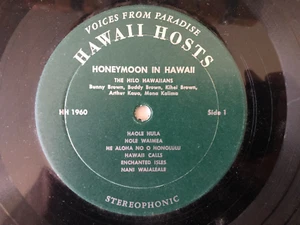 VOICES FROM PARADISE
HAWAII HOSTS
HONEYMOON IN HAWAII
THE HILO HAWAIIANS
Bunny Brown, Buddy Brown, Kihei Brown,
Arthur Kaua, Mona Kalima
HH 1960
Side 1
HAOLE HULA
HOLE WAIMEA
HE ALOHA NO O HONOLULU
HAWAII CALLS
ENCHANTED ISLES
NANI WAIALEALE
STEREOPHONIC